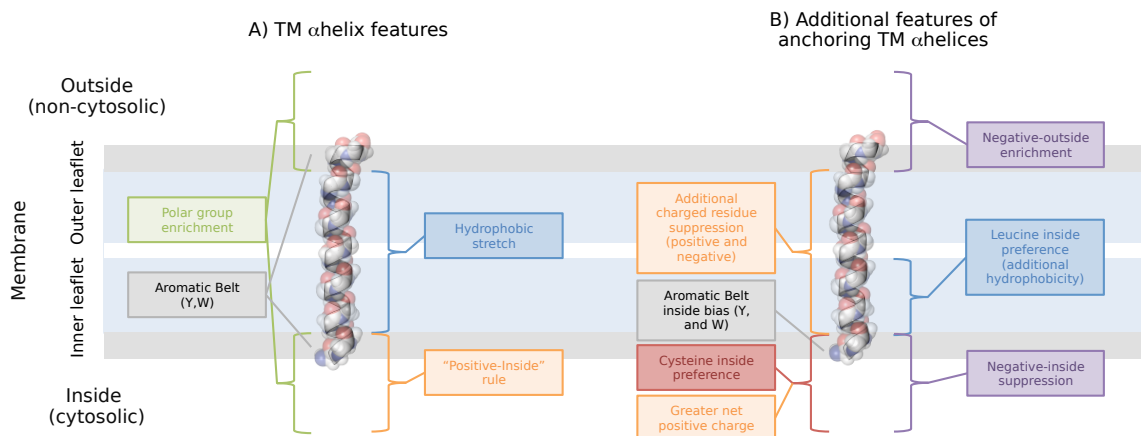 A) TM αhelix features
B) Additional features of
anchoring TM αhelices
Outside
(non-cytosolic)
Membrane
Outer leaflet
Inner leaflet
Inside
(cytosolic)
Polar group
enrichment
Aromatic Belt
(Y,W)
Hydrophobic
stretch
“Positive-Inside”
rule
Additional
charged residue
suppression
(positive and
negative)
Aromatic Belt
inside bias (Y,
and W)
Cysteine inside
preference
Greater net
positive charge
Negative-outside
enrichment
Leucine inside
preference
(additional
hydrophobicity)
Negative-inside
suppression